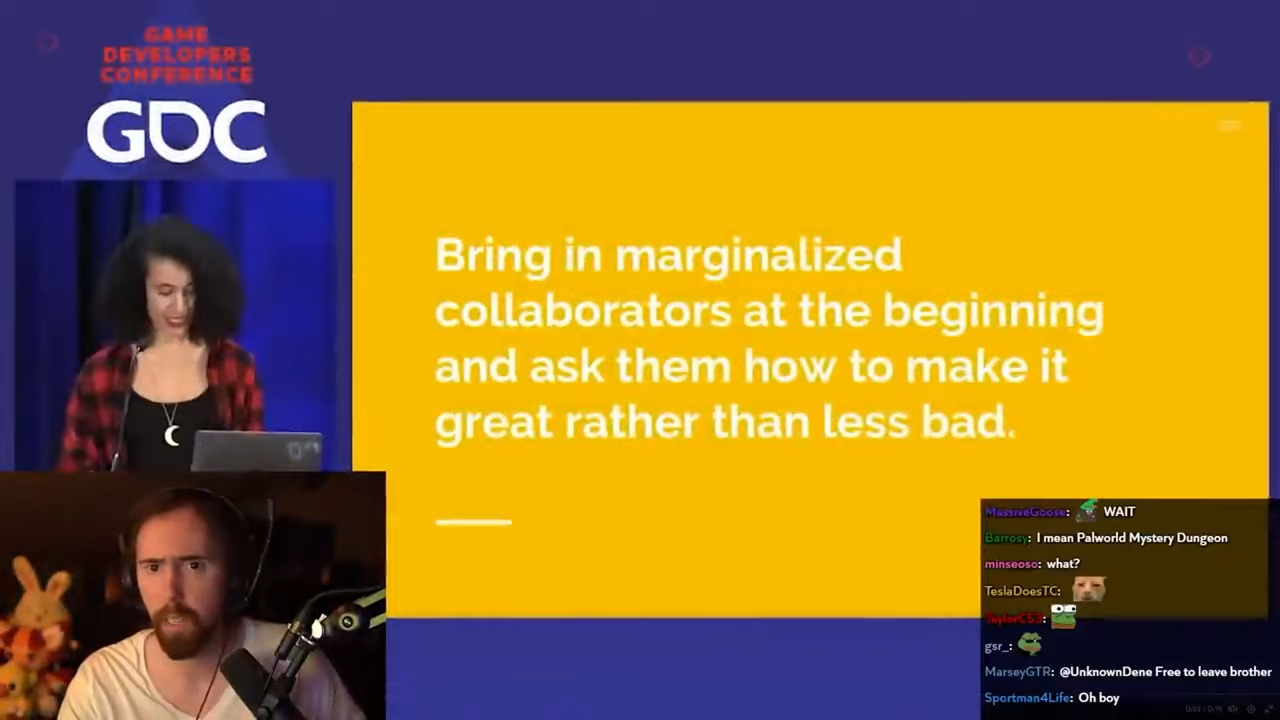 GAME
DEVELOPERS
CONFERENCE
GDC
Bring in marginalized
collaborators at the beginning
and ask them how to make it
great rather than less bad.
MassiveGoose: WAIT
Barrosy: I mean Palworld Mystery Dungeon
minseoso: what?
TeslaDoesTC:
TaylorC53:
gsr_:
MarseyGTR: @UnknownDene Free to leave brother
Sportman4Life: Oh boy